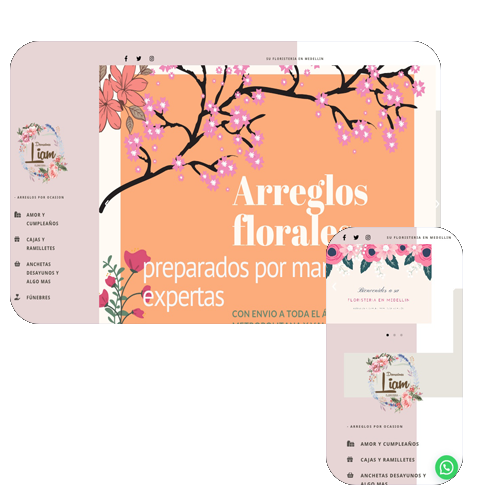 SU FLORISTERIA EN MEDELLIN
Liam
- ARREGLOS POR OCASION
AMOR Y
CUMPLEAÑOS
CAJAS Y
RAMILLETES
ANCHETAS
DESAYUNOS Y
ALGO MAS
FÚNEBRES
Arreglos
florales
preparados por ma
expertas
CON ENVIO A TODA EL Á
SU FLORISTERIA EN MEDELLIN
Bienvenidos a su
FLORISTERIA EN MEDELLIN
Liam
- ARREGLOS POR OCASION
AMOR Y CUMPLEAÑOS
CAJAS Y RAMILLETES
ANCHETAS DESAYUNOS Y
ALGO MAS